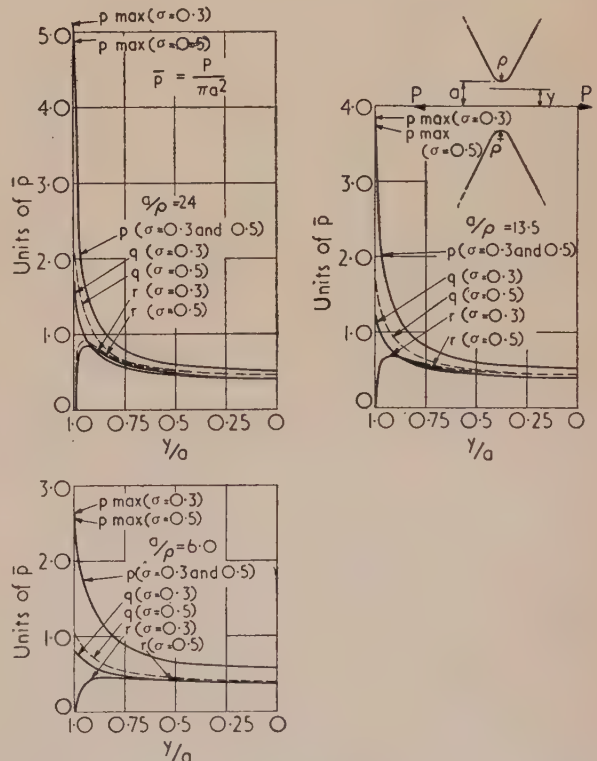 p max (σ=0.3)
p max (σ=0.5)
p̄ = P/πa²
a/ρ = 24
p (σ=0.3 and 0.5)
q (σ=0.3)
q (σ=0.5)
r (σ=0.3)
r (σ=0.5)
Units of p̄
5.0
4.0
3.0
2.0
1.0
0
1.0 0.75 0.5 0.25 0
y/a
ρ
a
y
P
P
ρ
p max (σ=0.3)
p max
(σ=0.5)
a/ρ = 13.5
p (σ=0.3 and 0.5)
q (σ=0.3)
q (σ=0.5)
r (σ=0.3)
r (σ=0.5)
Units of p̄
4.0
3.0
2.0
1.0
0
1.0 0.75 0.5 0.25 0
y/a
p max (σ=0.3)
p max (σ=0.5)
a/ρ = 6.0
p (σ=0.3 and 0.5)
q (σ=0.3)
q (σ=0.5)
r (σ=0.3)
r (σ=0.5)
Units of p̄
3.0
2.0
1.0
0
1.0 0.75 0.5 0.25 0
y/a